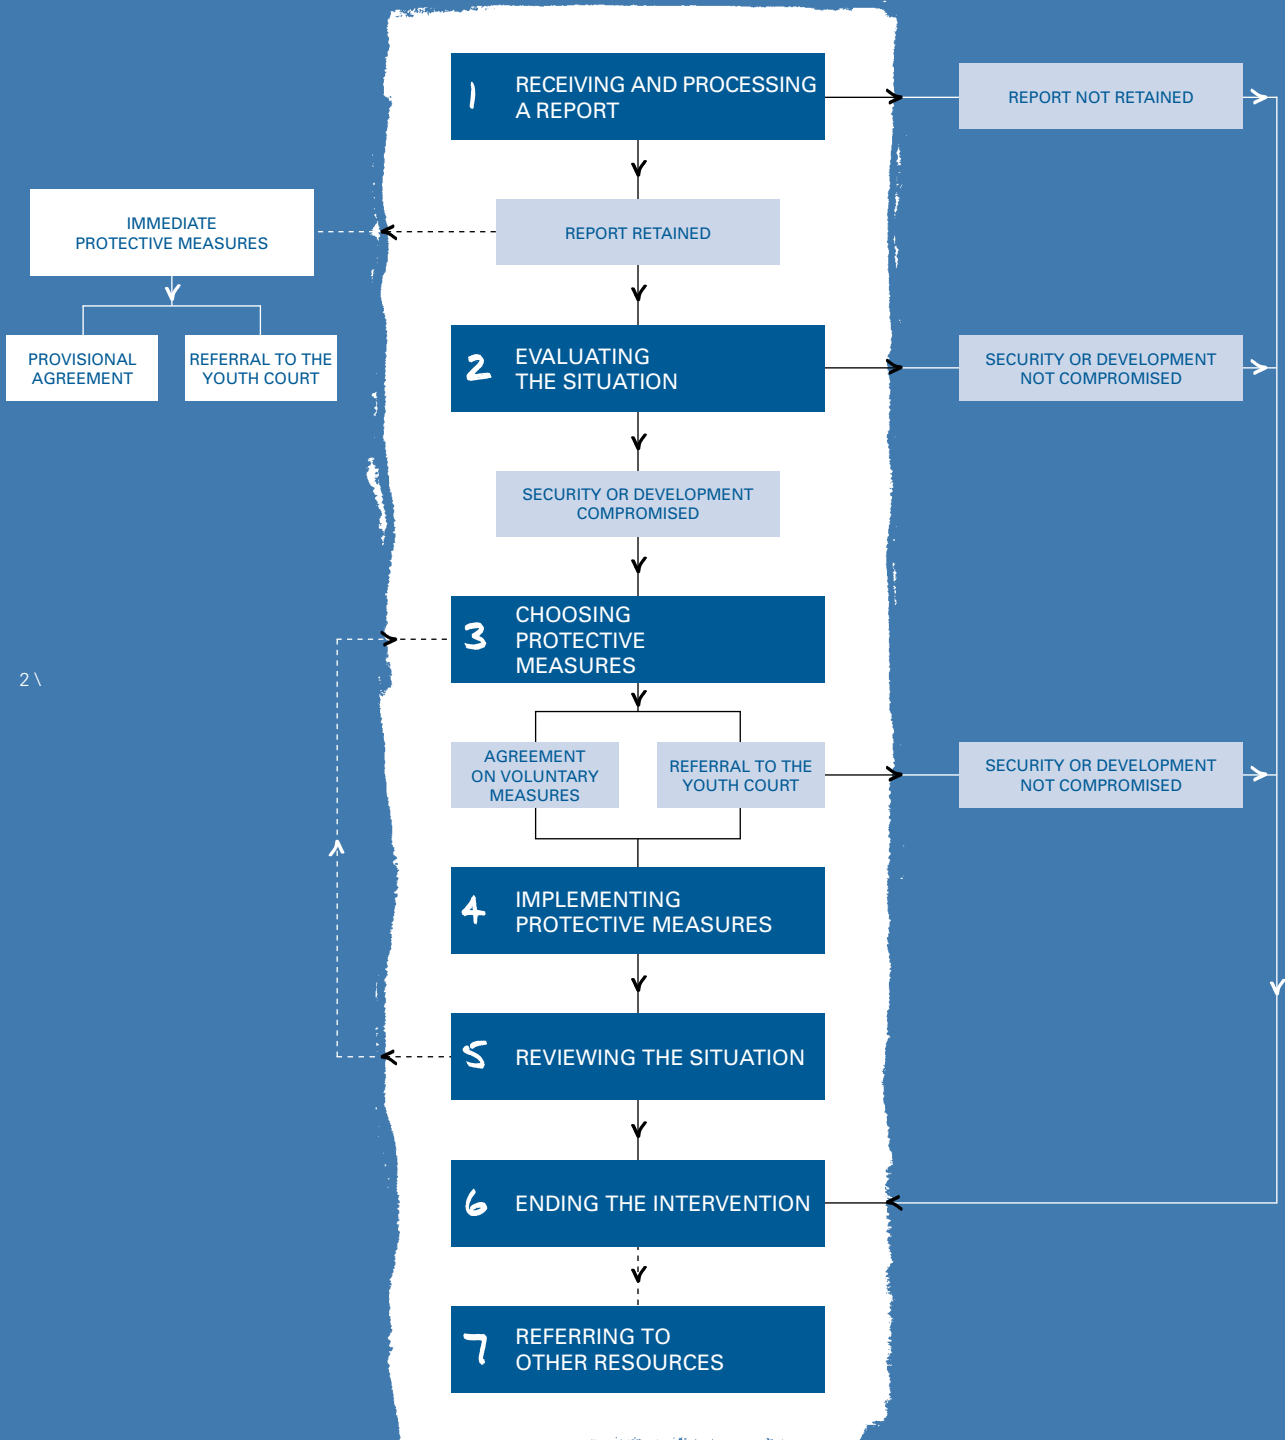 1 RECEIVING AND PROCESSING
A REPORT
REPORT NOT RETAINED
IMMEDIATE
PROTECTIVE MEASURES
REPORT RETAINED
PROVISIONAL
AGREEMENT
REFERRAL TO THE
YOUTH COURT
2 EVALUATING
THE SITUATION
SECURITY OR DEVELOPMENT
NOT COMPROMISED
SECURITY OR DEVELOPMENT
COMPROMISED
3 CHOOSING
PROTECTIVE
MEASURES
2 \
AGREEMENT
ON VOLUNTARY
MEASURES
REFERRAL TO THE
YOUTH COURT
SECURITY OR DEVELOPMENT
NOT COMPROMISED
4 IMPLEMENTING
PROTECTIVE MEASURES
5 REVIEWING THE SITUATION
6 ENDING THE INTERVENTION
7 REFERRING TO
OTHER RESOURCES